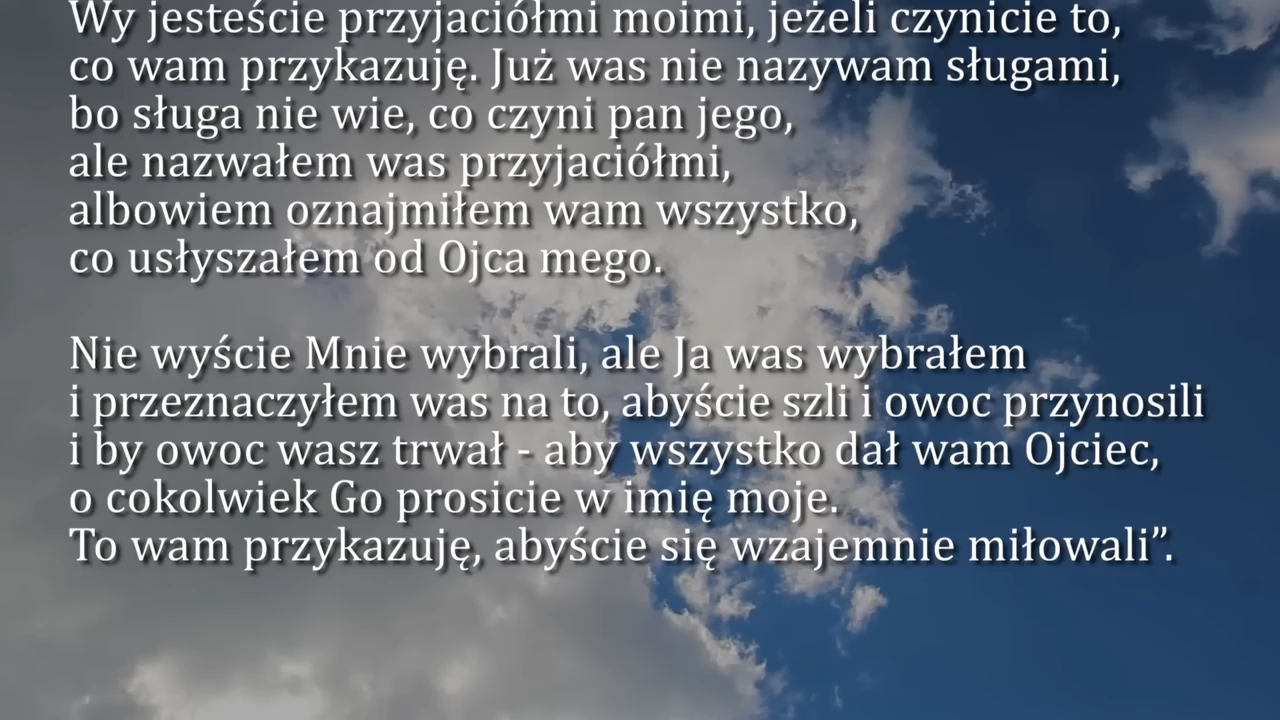 Wy jesteście przyjaciółmi moimi, jeżeli czynicie to,
co wam przykazuję. Już was nie nazywam sługami,
bo sługa nie wie, co czyni pan jego,
ale nazwałem was przyjaciółmi,
albowiem oznajmiłem wam wszystko,
co usłyszałem od Ojca mego.
Nie wyście Mnie wybrali, ale Ja was wybrałem
i przeznaczyłem was na to, abyście szli i owoc przynosili
i by owoc wasz trwał - aby wszystko dał wam Ojciec,
o cokolwiek Go prosicie w imię moje.
To wam przykazuję, abyście się wzajemnie miłowali”.